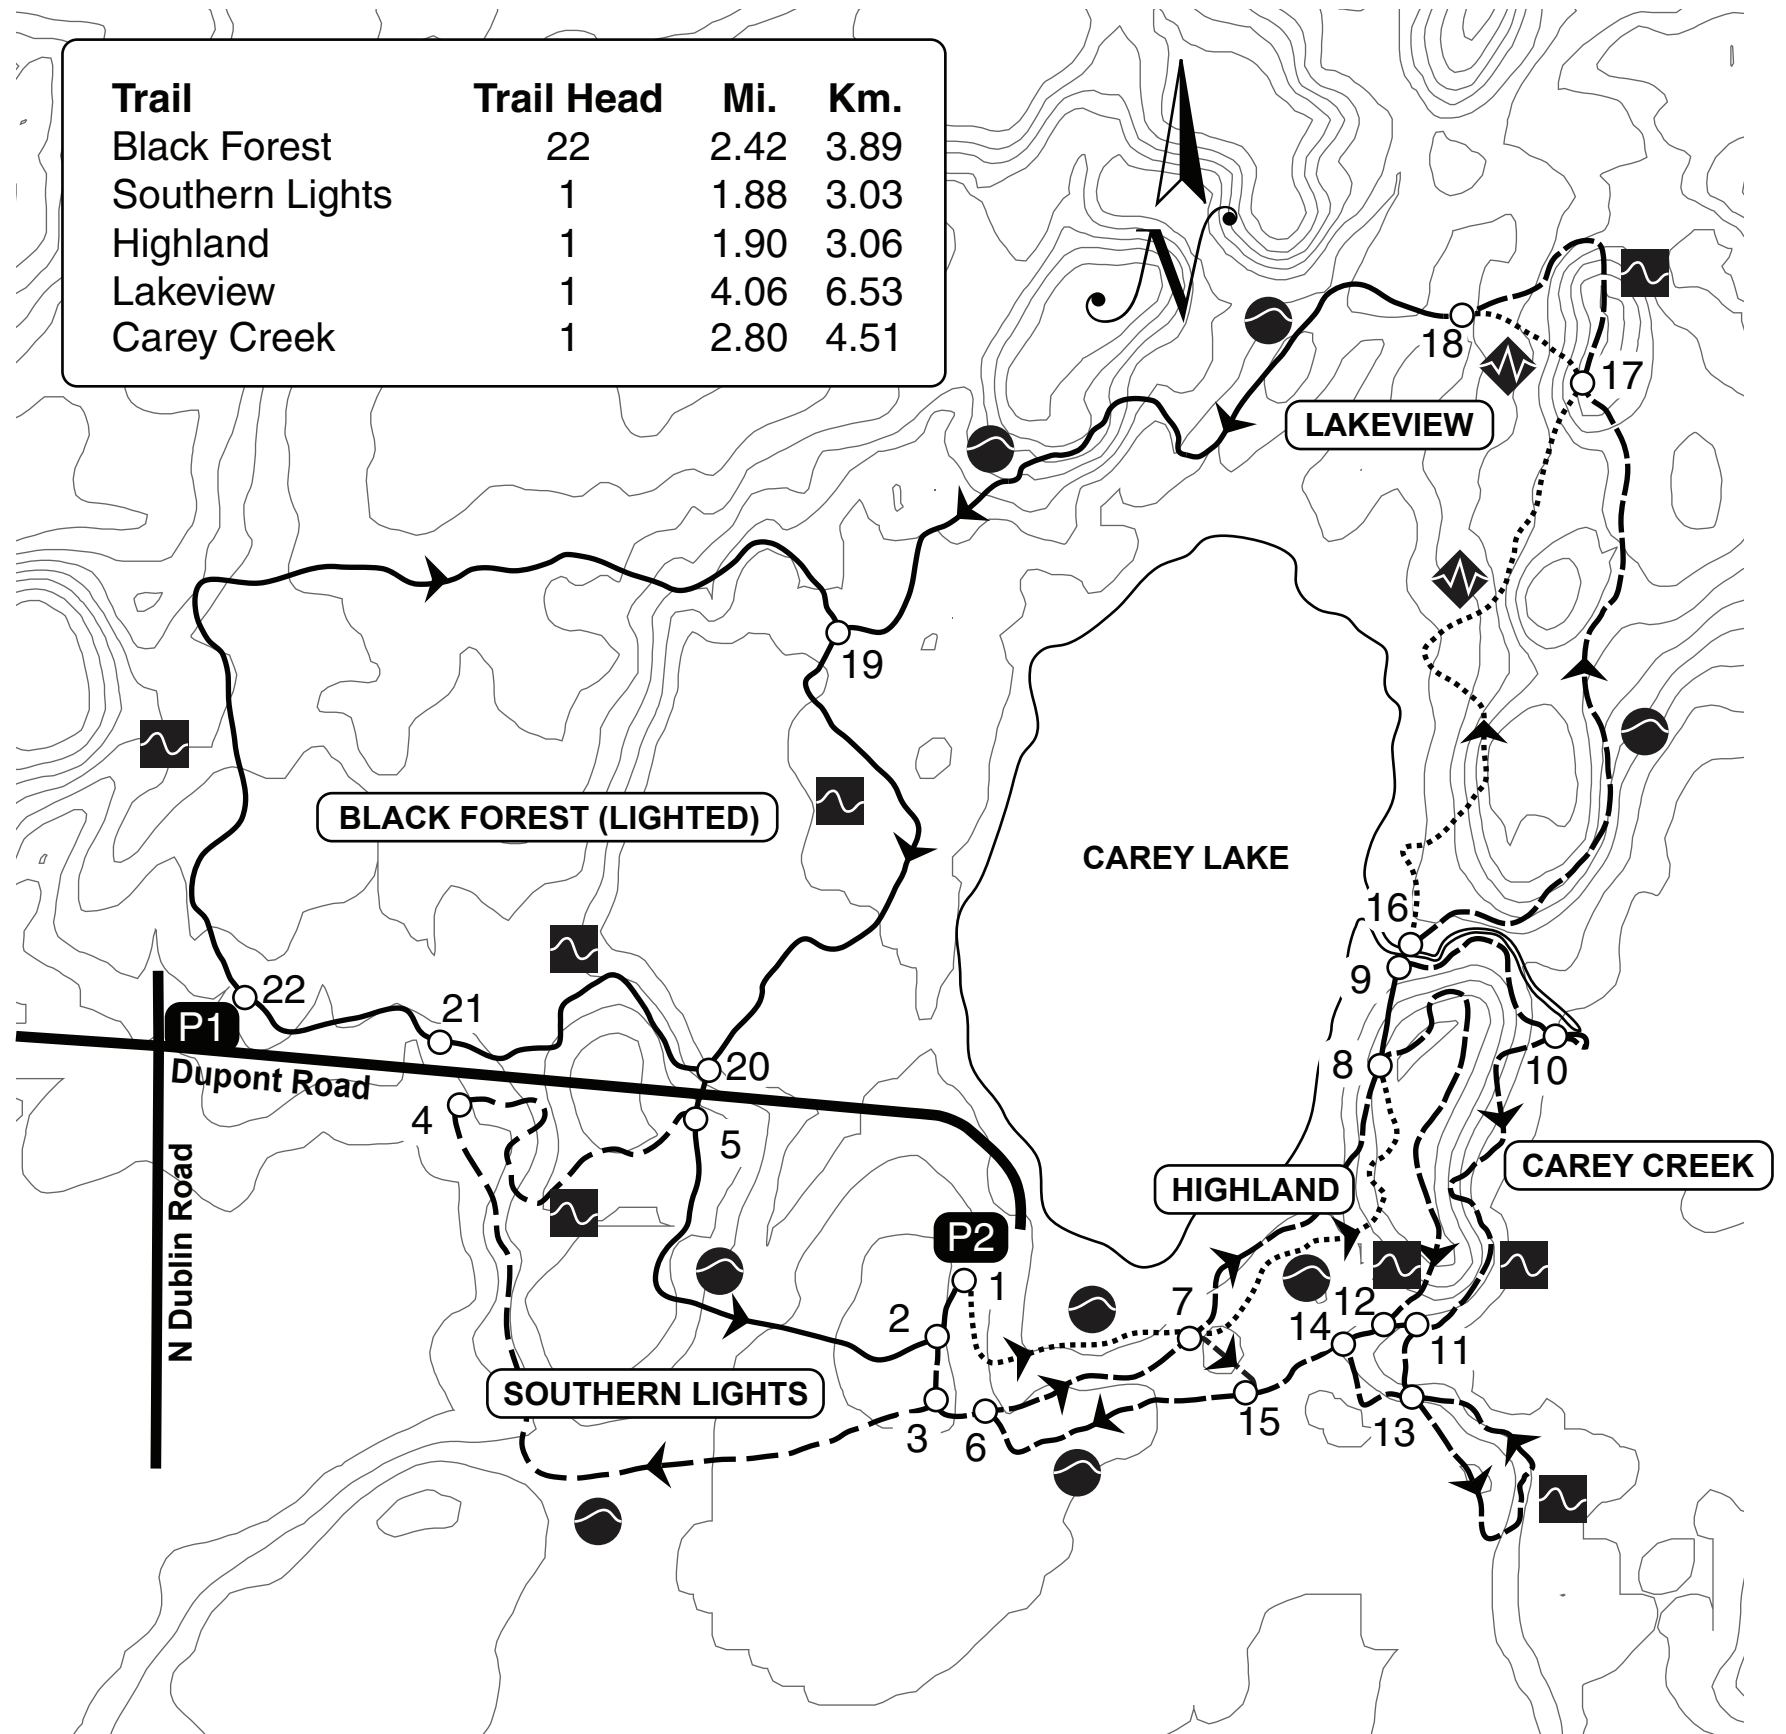 Trail Trail Head Mi. Km.
Black Forest 22 2.42 3.89
Southern Lights 1 1.88 3.03
Highland 1 1.90 3.06
Lakeview 1 4.06 6.53
Carey Creek 1 2.80 4.51
N
18
17
LAKEVIEW
19
BLACK FOREST (LIGHTED)
CAREY LAKE
16
9
22
21
P1
20
8
10
Dupont Road
4
5
N Dublin Road
CAREY CREEK
HIGHLAND
P2
1
7
12
2
14
11
SOUTHERN LIGHTS
3
6
15
13